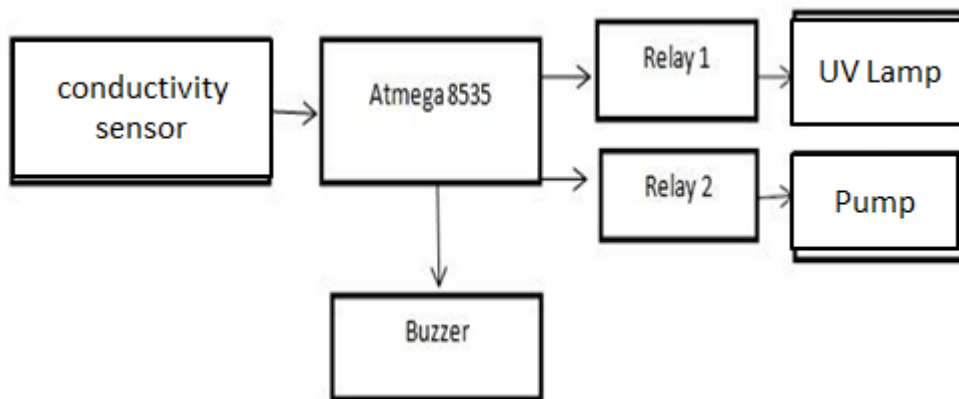 conductivity
sensor
Atmega 8535
Relay 1
UV Lamp
Relay 2
Pump
Buzzer